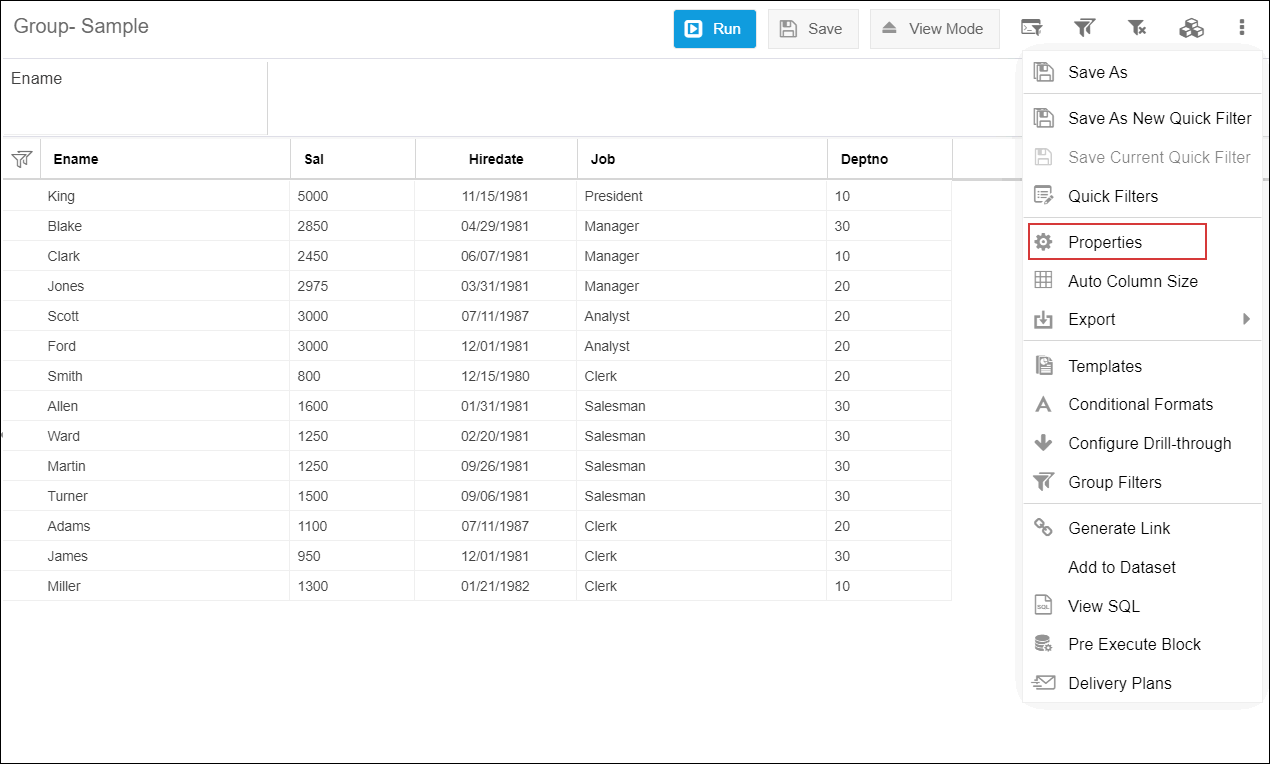 Group- Sample
Run Save View Mode
Ename
Ename Sal Hiredate Job Deptno
King 5000 11/15/1981 President 10
Blake 2850 04/29/1981 Manager 30
Clark 2450 06/07/1981 Manager 10
Jones 2975 03/31/1981 Manager 20
Scott 3000 07/11/1987 Analyst 20
Ford 3000 12/01/1981 Analyst 20
Smith 800 12/15/1980 Clerk 20
Allen 1600 01/31/1981 Salesman 30
Ward 1250 02/20/1981 Salesman 30
Martin 1250 09/26/1981 Salesman 30
Turner 1500 09/06/1981 Salesman 30
Adams 1100 07/11/1987 Clerk 20
James 950 12/01/1981 Clerk 30
Miller 1300 01/21/1982 Clerk 10
Save As
Save As New Quick Filter
Save Current Quick Filter
Quick Filters
Properties
Auto Column Size
Export
Templates
Conditional Formats
Configure Drill-through
Group Filters
Generate Link
Add to Dataset
SQL View SQL
Pre Execute Block
Delivery Plans